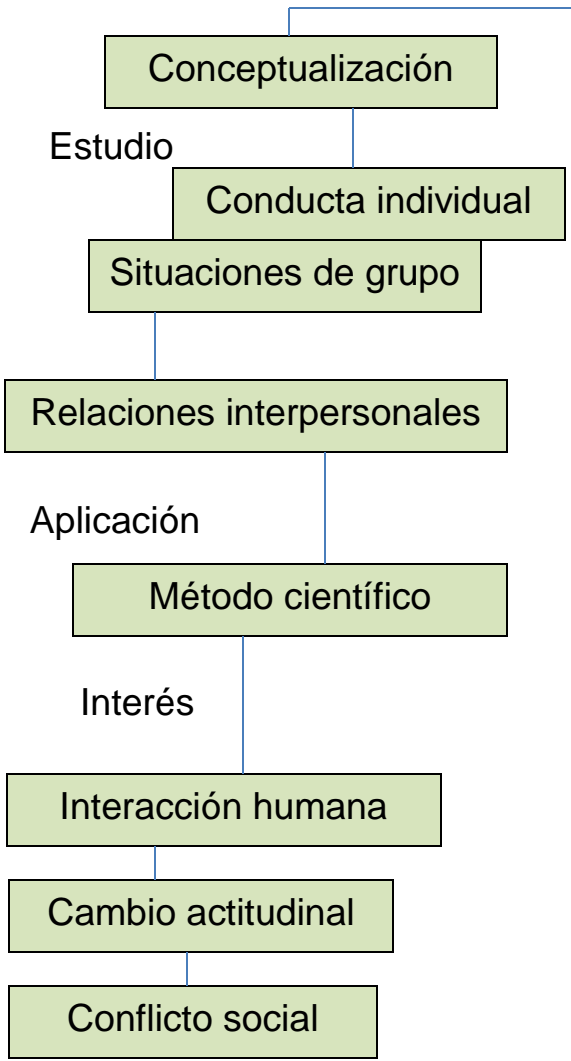 Conceptualización
Estudio
Conducta individual
Situaciones de grupo
Relaciones interpersonales
Aplicación
Método científico
Interés
Interacción humana
Cambio actitudinal
Conflicto social